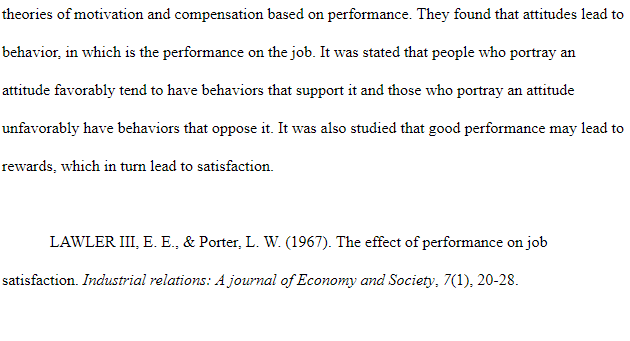 theories of motivation and compensation based on performance. They found that attitudes lead to
behavior, in which is the performance on the job. It was stated that people who portray an
attitude favorably tend to have behaviors that support it and those who portray an attitude
unfavorably have behaviors that oppose it. It was also studied that good performance may lead to
rewards, which in turn lead to satisfaction.
LAWLER III, E. E., & Porter, L. W. (1967). The effect of performance on job
satisfaction. Industrial relations: A journal of Economy and Society, 7(1), 20-28.